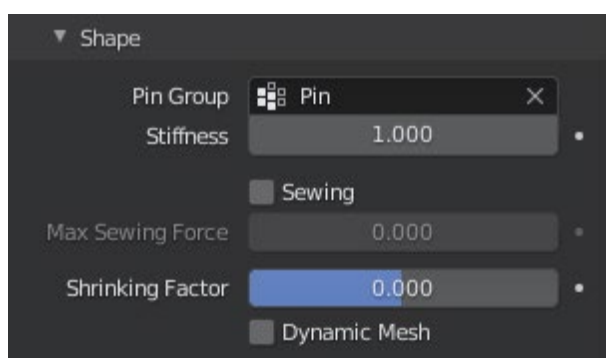 Shape
Pin Group Pin
Stiffness 1.000
Sewing
Max Sewing Force 0.000
Shrinking Factor 0.000
Dynamic Mesh